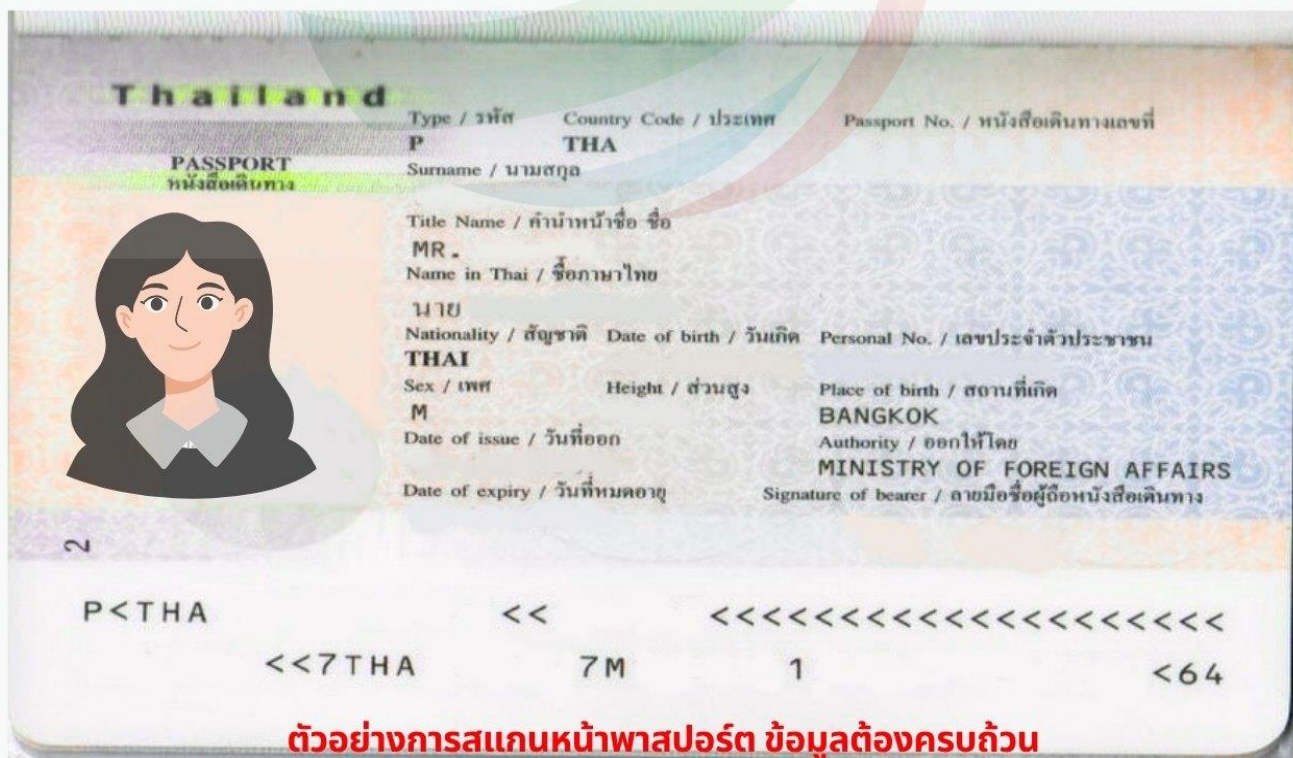 Thailand
PASSPORT
หนังสือเดินทาง
Type / รหัส Country Code / ประเทศ Passport No. / หนังสือเดินทางเลขที่
P THA
Surname / นามสกุล
Title Name / คำนำหน้าชื่อ ชื่อ
MR.
Name in Thai / ชื่อภาษาไทย
นาย
Nationality / สัญชาติ Date of birth / วันเกิด Personal No. / เลขประจำตัวประชาชน
THAI
Sex / เพศ Height / ส่วนสูง Place of birth / สถานที่เกิด
M BANGKOK
Date of issue / วันที่ออก Authority / ออกให้โดย
MINISTRY OF FOREIGN AFFAIRS
Date of expiry / วันที่หมดอายุ Signature of bearer / ลายมือชื่อผู้ถือหนังสือเดินทาง
2
P<THA << <<<<<<<<<<<<<<<<<<<<
<<7THA 7M 1 <64
ตัวอย่างการสแกนหน้าพาสปอร์ต ข้อมูลต้องครบถ้วน